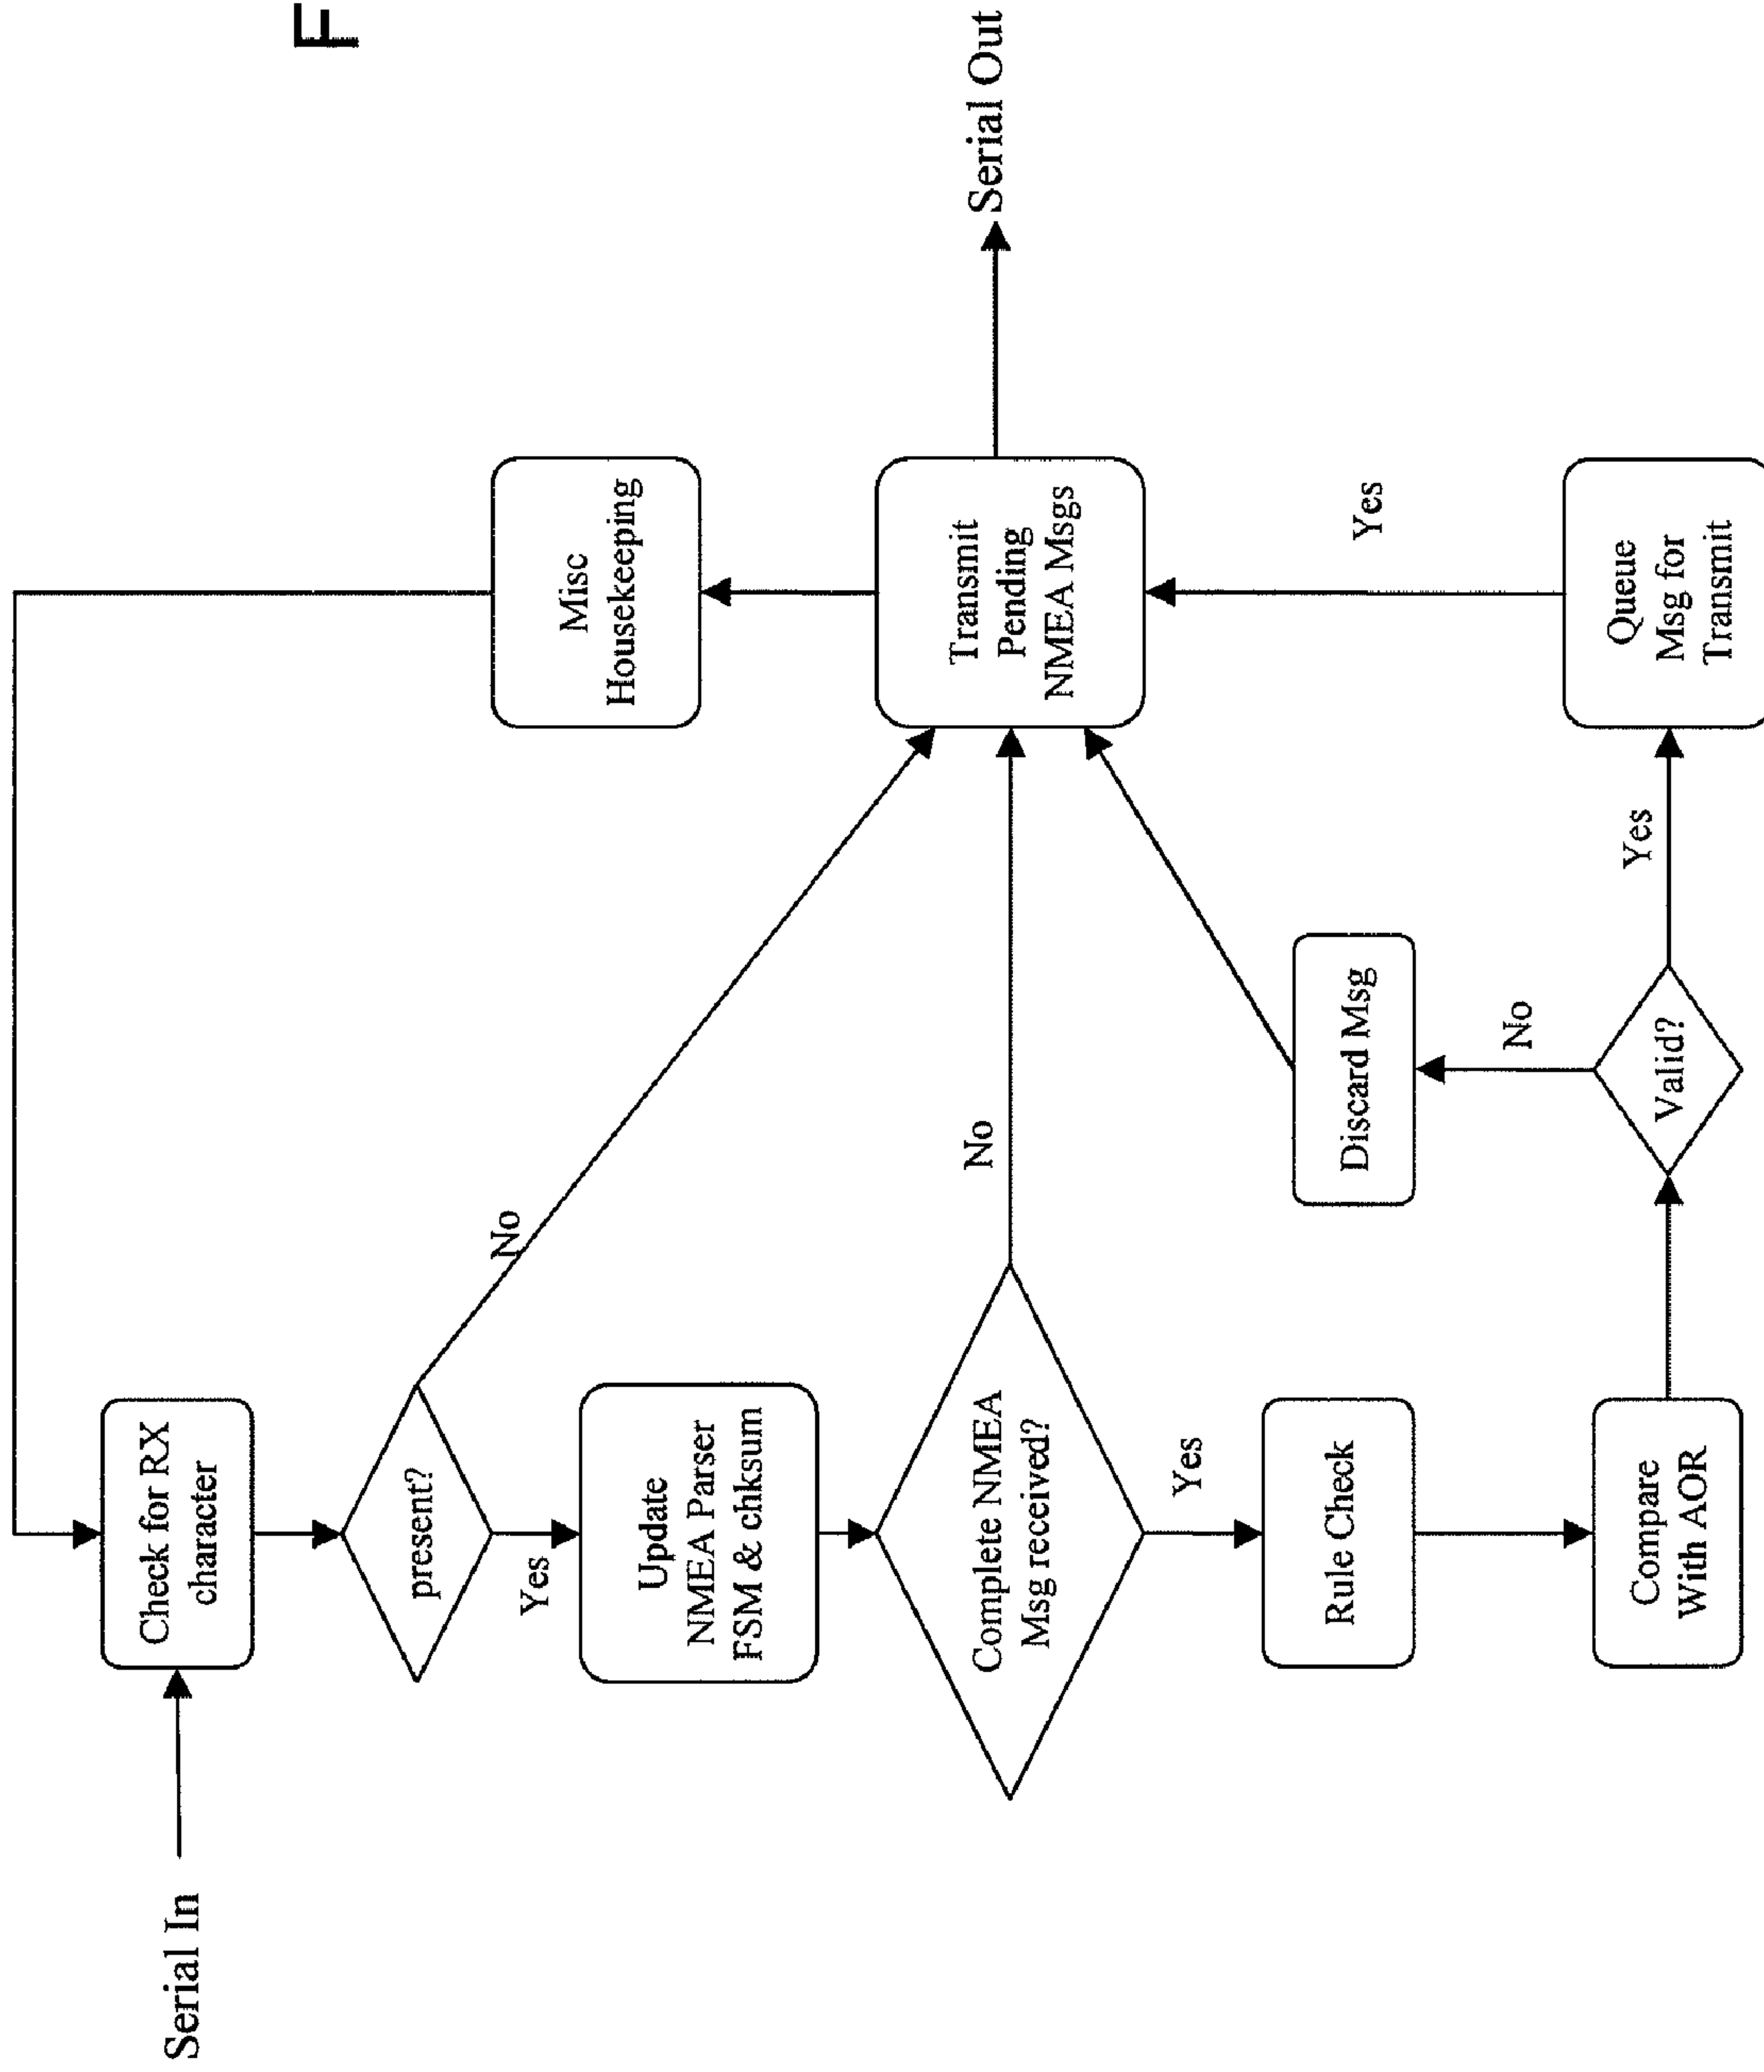 F
Serial In
Check for RX
character
present?
No
Yes
Update
NMEA Parser
FSM & chksum
Complete NMEA
Msg received?
No
Yes
Rule Check
Compare
With AOR
Valid?
No
Discard Msg
Yes
Queue
Msg for
Transmit
Yes
Transmit
Pending
NMEA Msgs
Serial Out
Misc
Housekeeping